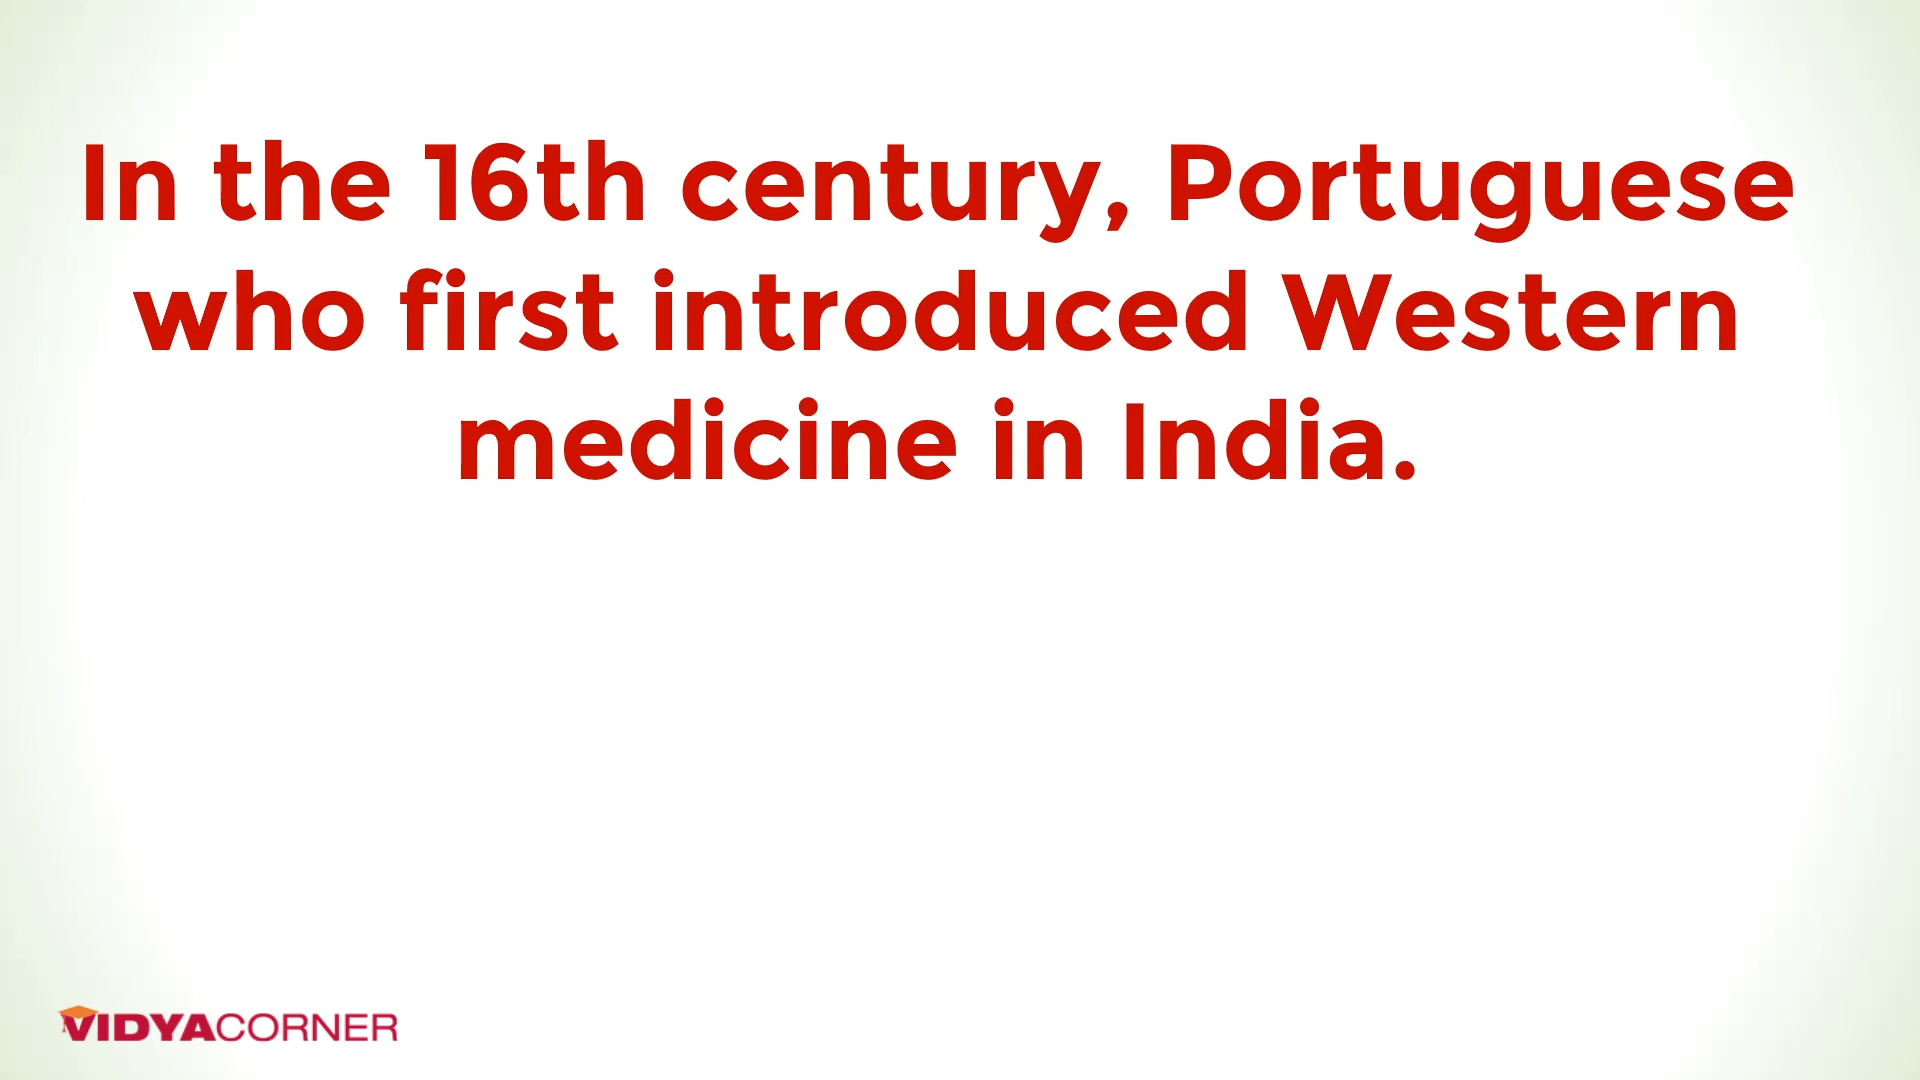 In the 16th century, Portuguese
who first introduced Western
medicine in India.
VIDYACORNER